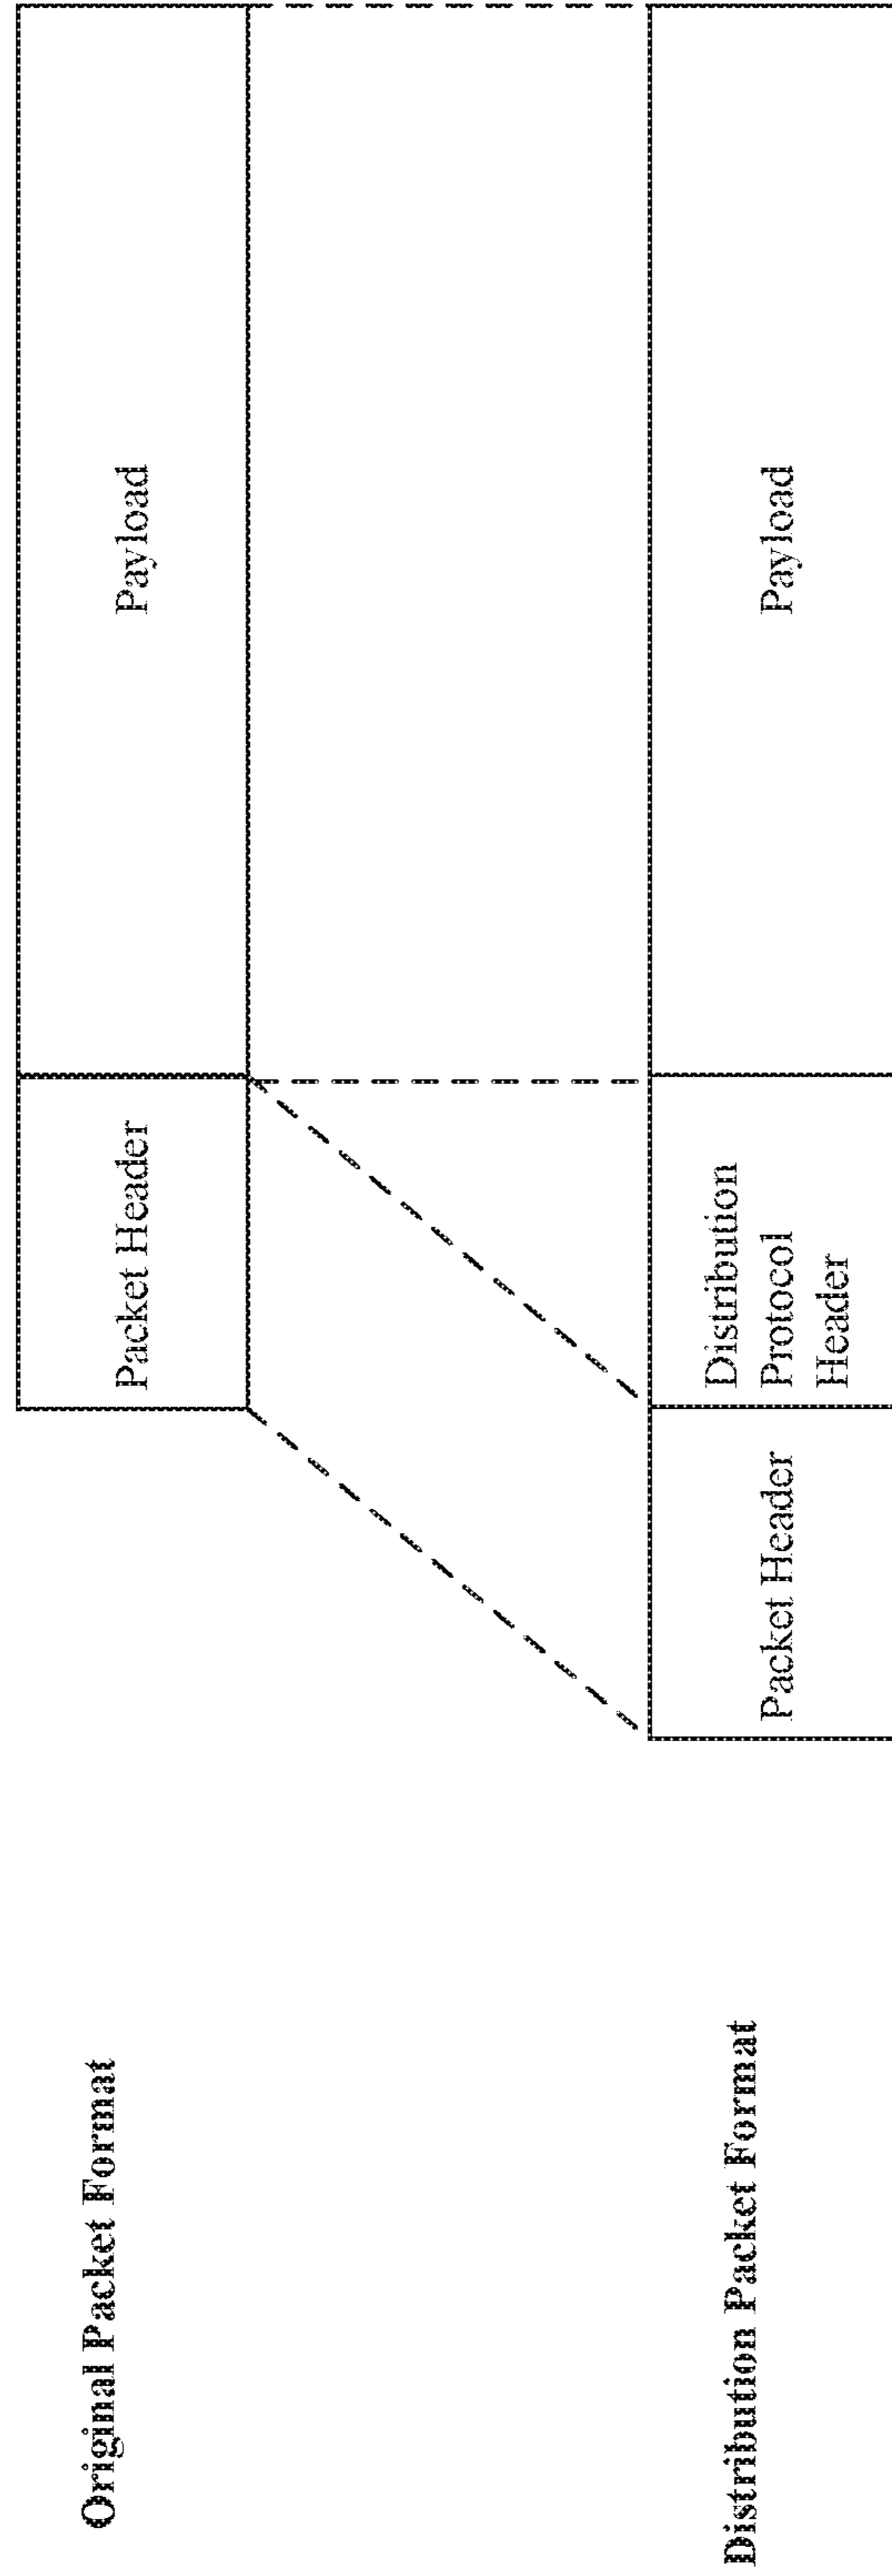 Original Packet Format
Packet Header
Payload
Distribution Packet Format
Packet Header
Distribution
Protocol
Header
Payload